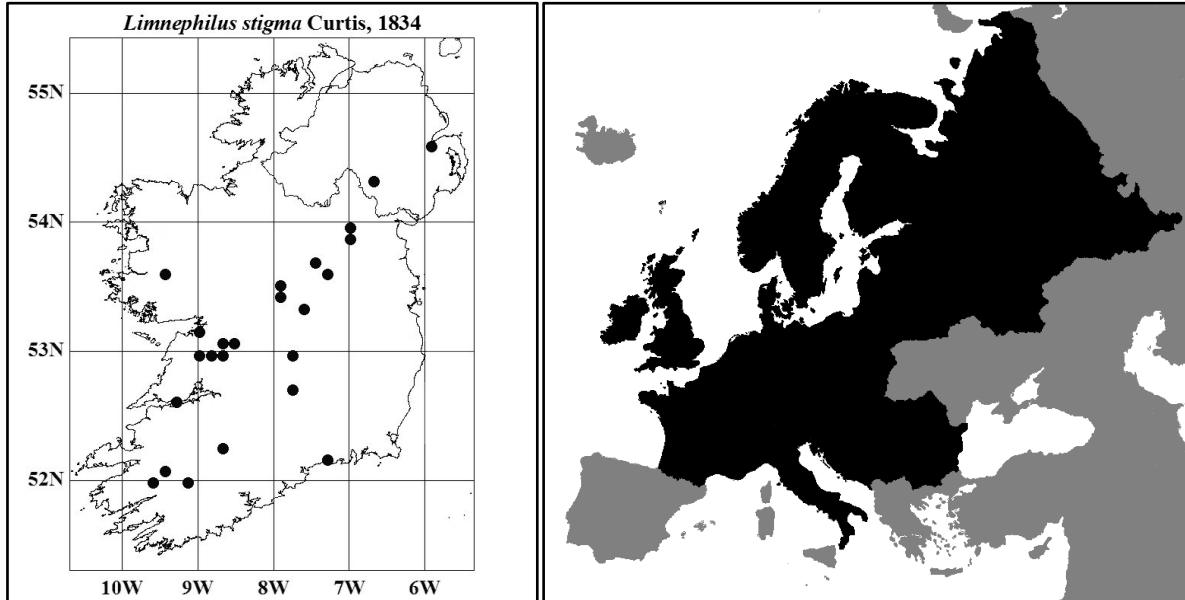 Limnephilus stigma Curtis, 1834
55N
54N
53N
52N
10W 9W 8W 7W 6W